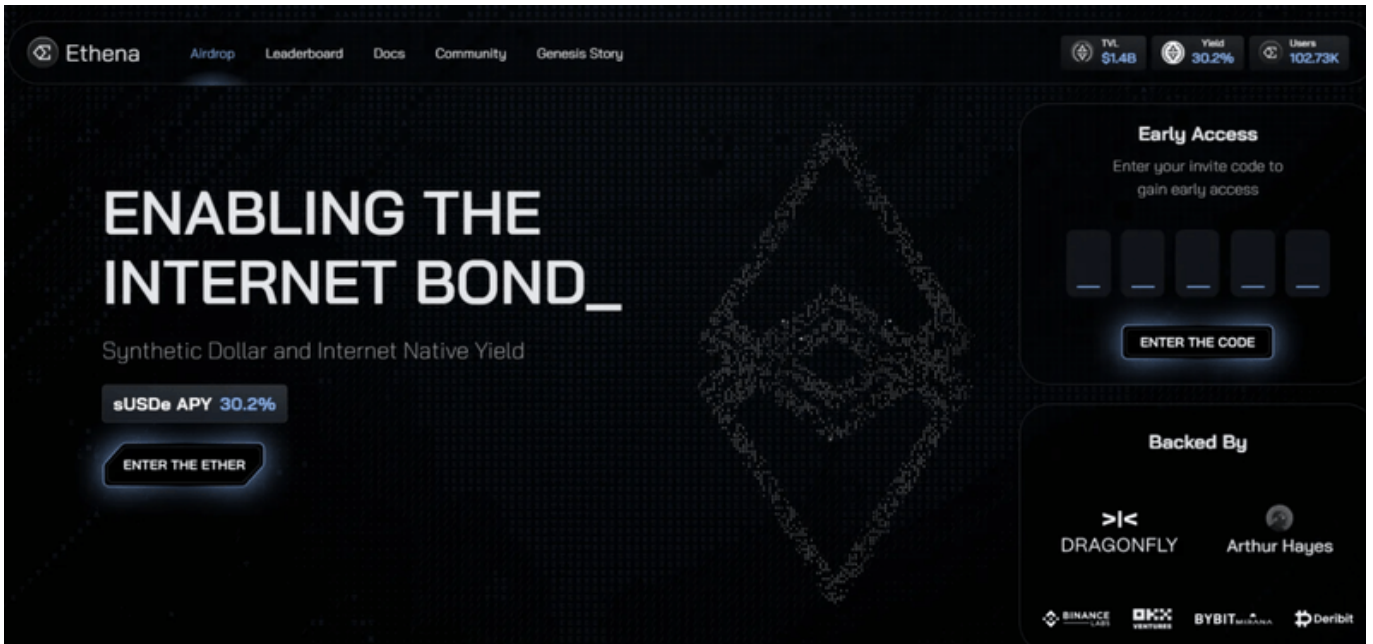 Ethena
Airdrop Leaderboard Docs Community Genesis Story
TVL
$1.4B
Yield
30.2%
Users
102.73K
ENABLING THE
INTERNET BOND_
Synthetic Dollar and Internet Native Yield
sUSDe APY 30.2%
ENTER THE ETHER
Early Access
Enter your invite code to
gain early access
ENTER THE CODE
Backed By
DRAGONFLY
Arthur Hayes
BINANCE
LABS
OKX
VENTURES
BYBIT MIRANA
Deribit